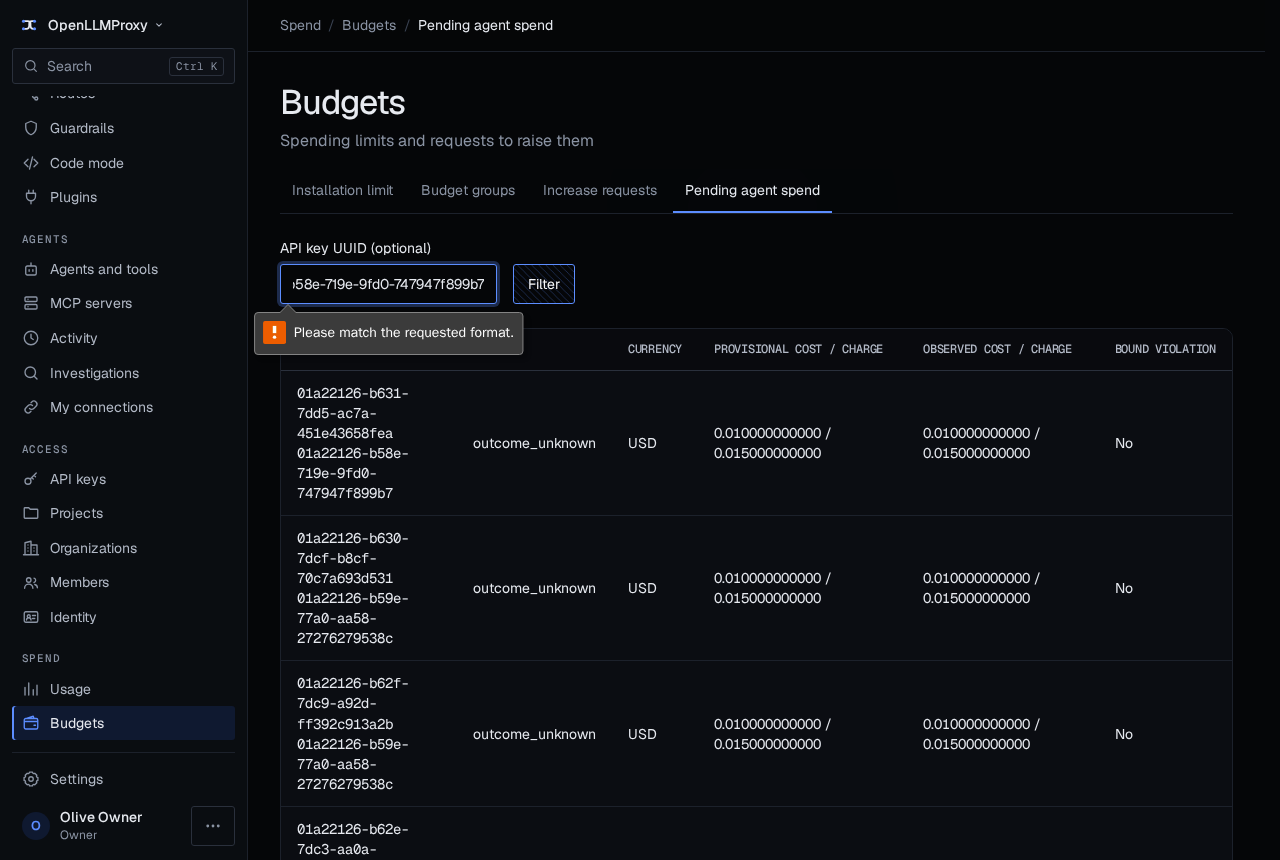 OpenLLMProxy
Search
Ctrl K
Routes
Guardrails
Code mode
Plugins
AGENTS
Agents and tools
MCP servers
Activity
Investigations
My connections
ACCESS
API keys
Projects
Organizations
Members
Identity
SPEND
Usage
Budgets
Settings
O
Olive Owner
Owner
Spend / Budgets / Pending agent spend
Budgets
Spending limits and requests to raise them
Installation limit
Budget groups
Increase requests
Pending agent spend
API key UUID (optional)
58e-719e-9fd0-747947f899b7
Filter
Please match the requested format.
CURRENCY
PROVISIONAL COST / CHARGE
OBSERVED COST / CHARGE
BOUND VIOLATION
01a22126-b631-
7dd5-ac7a-
451e43658fea
01a22126-b58e-
719e-9fd0-
747947f899b7
outcome_unknown
USD
0.010000000000 /
0.015000000000
0.010000000000 /
0.015000000000
No
01a22126-b630-
7dcf-b8cf-
70c7a693d531
01a22126-b59e-
77a0-aa58-
27276279538c
outcome_unknown
USD
0.010000000000 /
0.015000000000
0.010000000000 /
0.015000000000
No
01a22126-b62f-
7dc9-a92d-
ff392c913a2b
01a22126-b59e-
77a0-aa58-
27276279538c
outcome_unknown
USD
0.010000000000 /
0.015000000000
0.010000000000 /
0.015000000000
No
01a22126-b62e-
7dc3-aa0a-